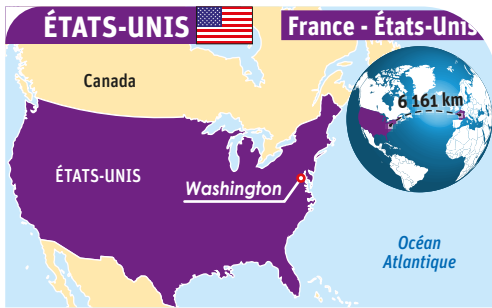 ÉTATS-UNIS
France - États-Unis
Canada
6 161 km
ÉTATS-UNIS
Washington
Océan
Atlantique